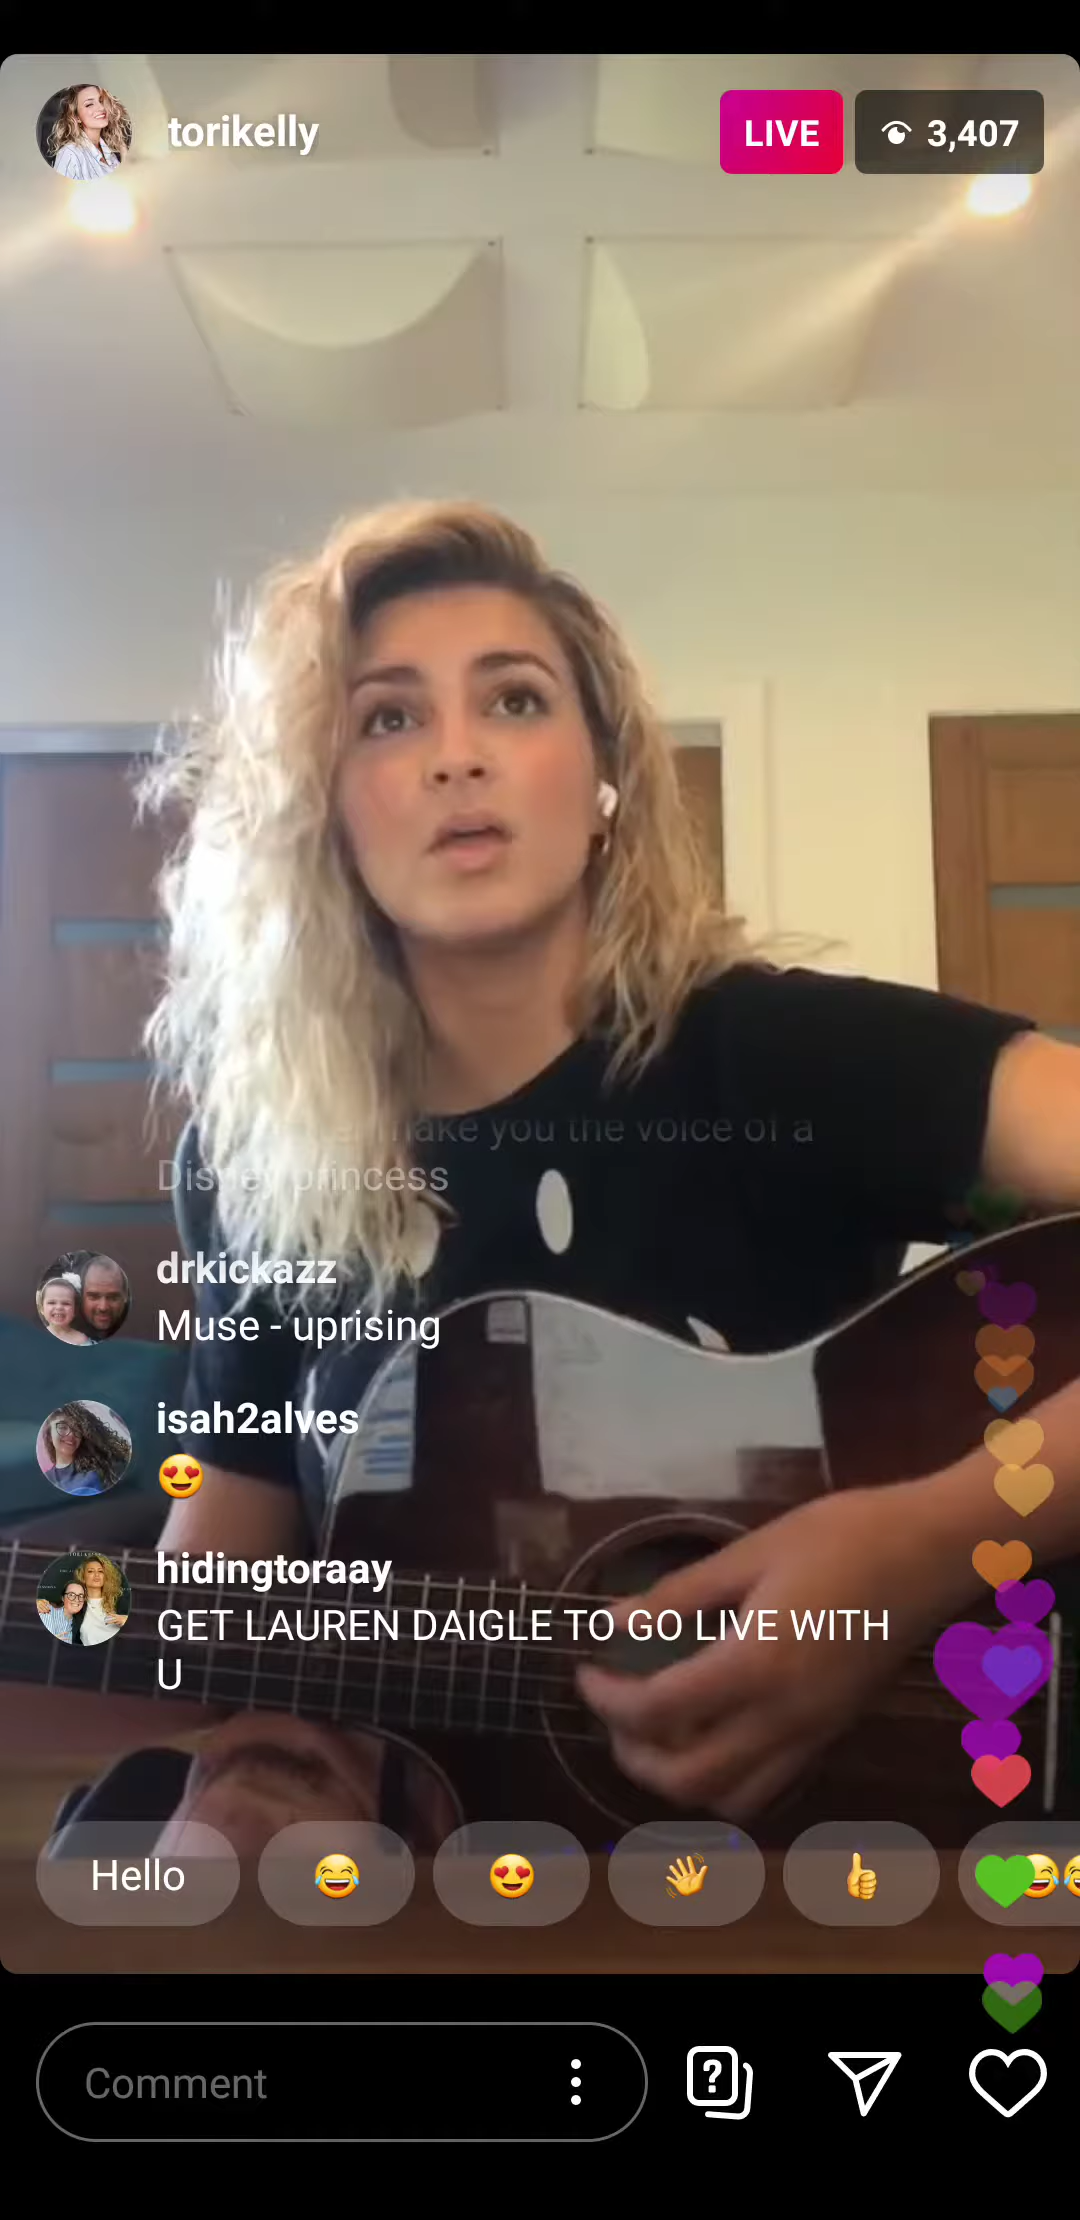 torikelly
LIVE
3,407
make you the voice of a
Disney princess
drkickazz
Muse - uprising
isah2alves
😍
hidingtoraay
GET LAUREN DAIGLE TO GO LIVE WITH
U
Hello
Comment